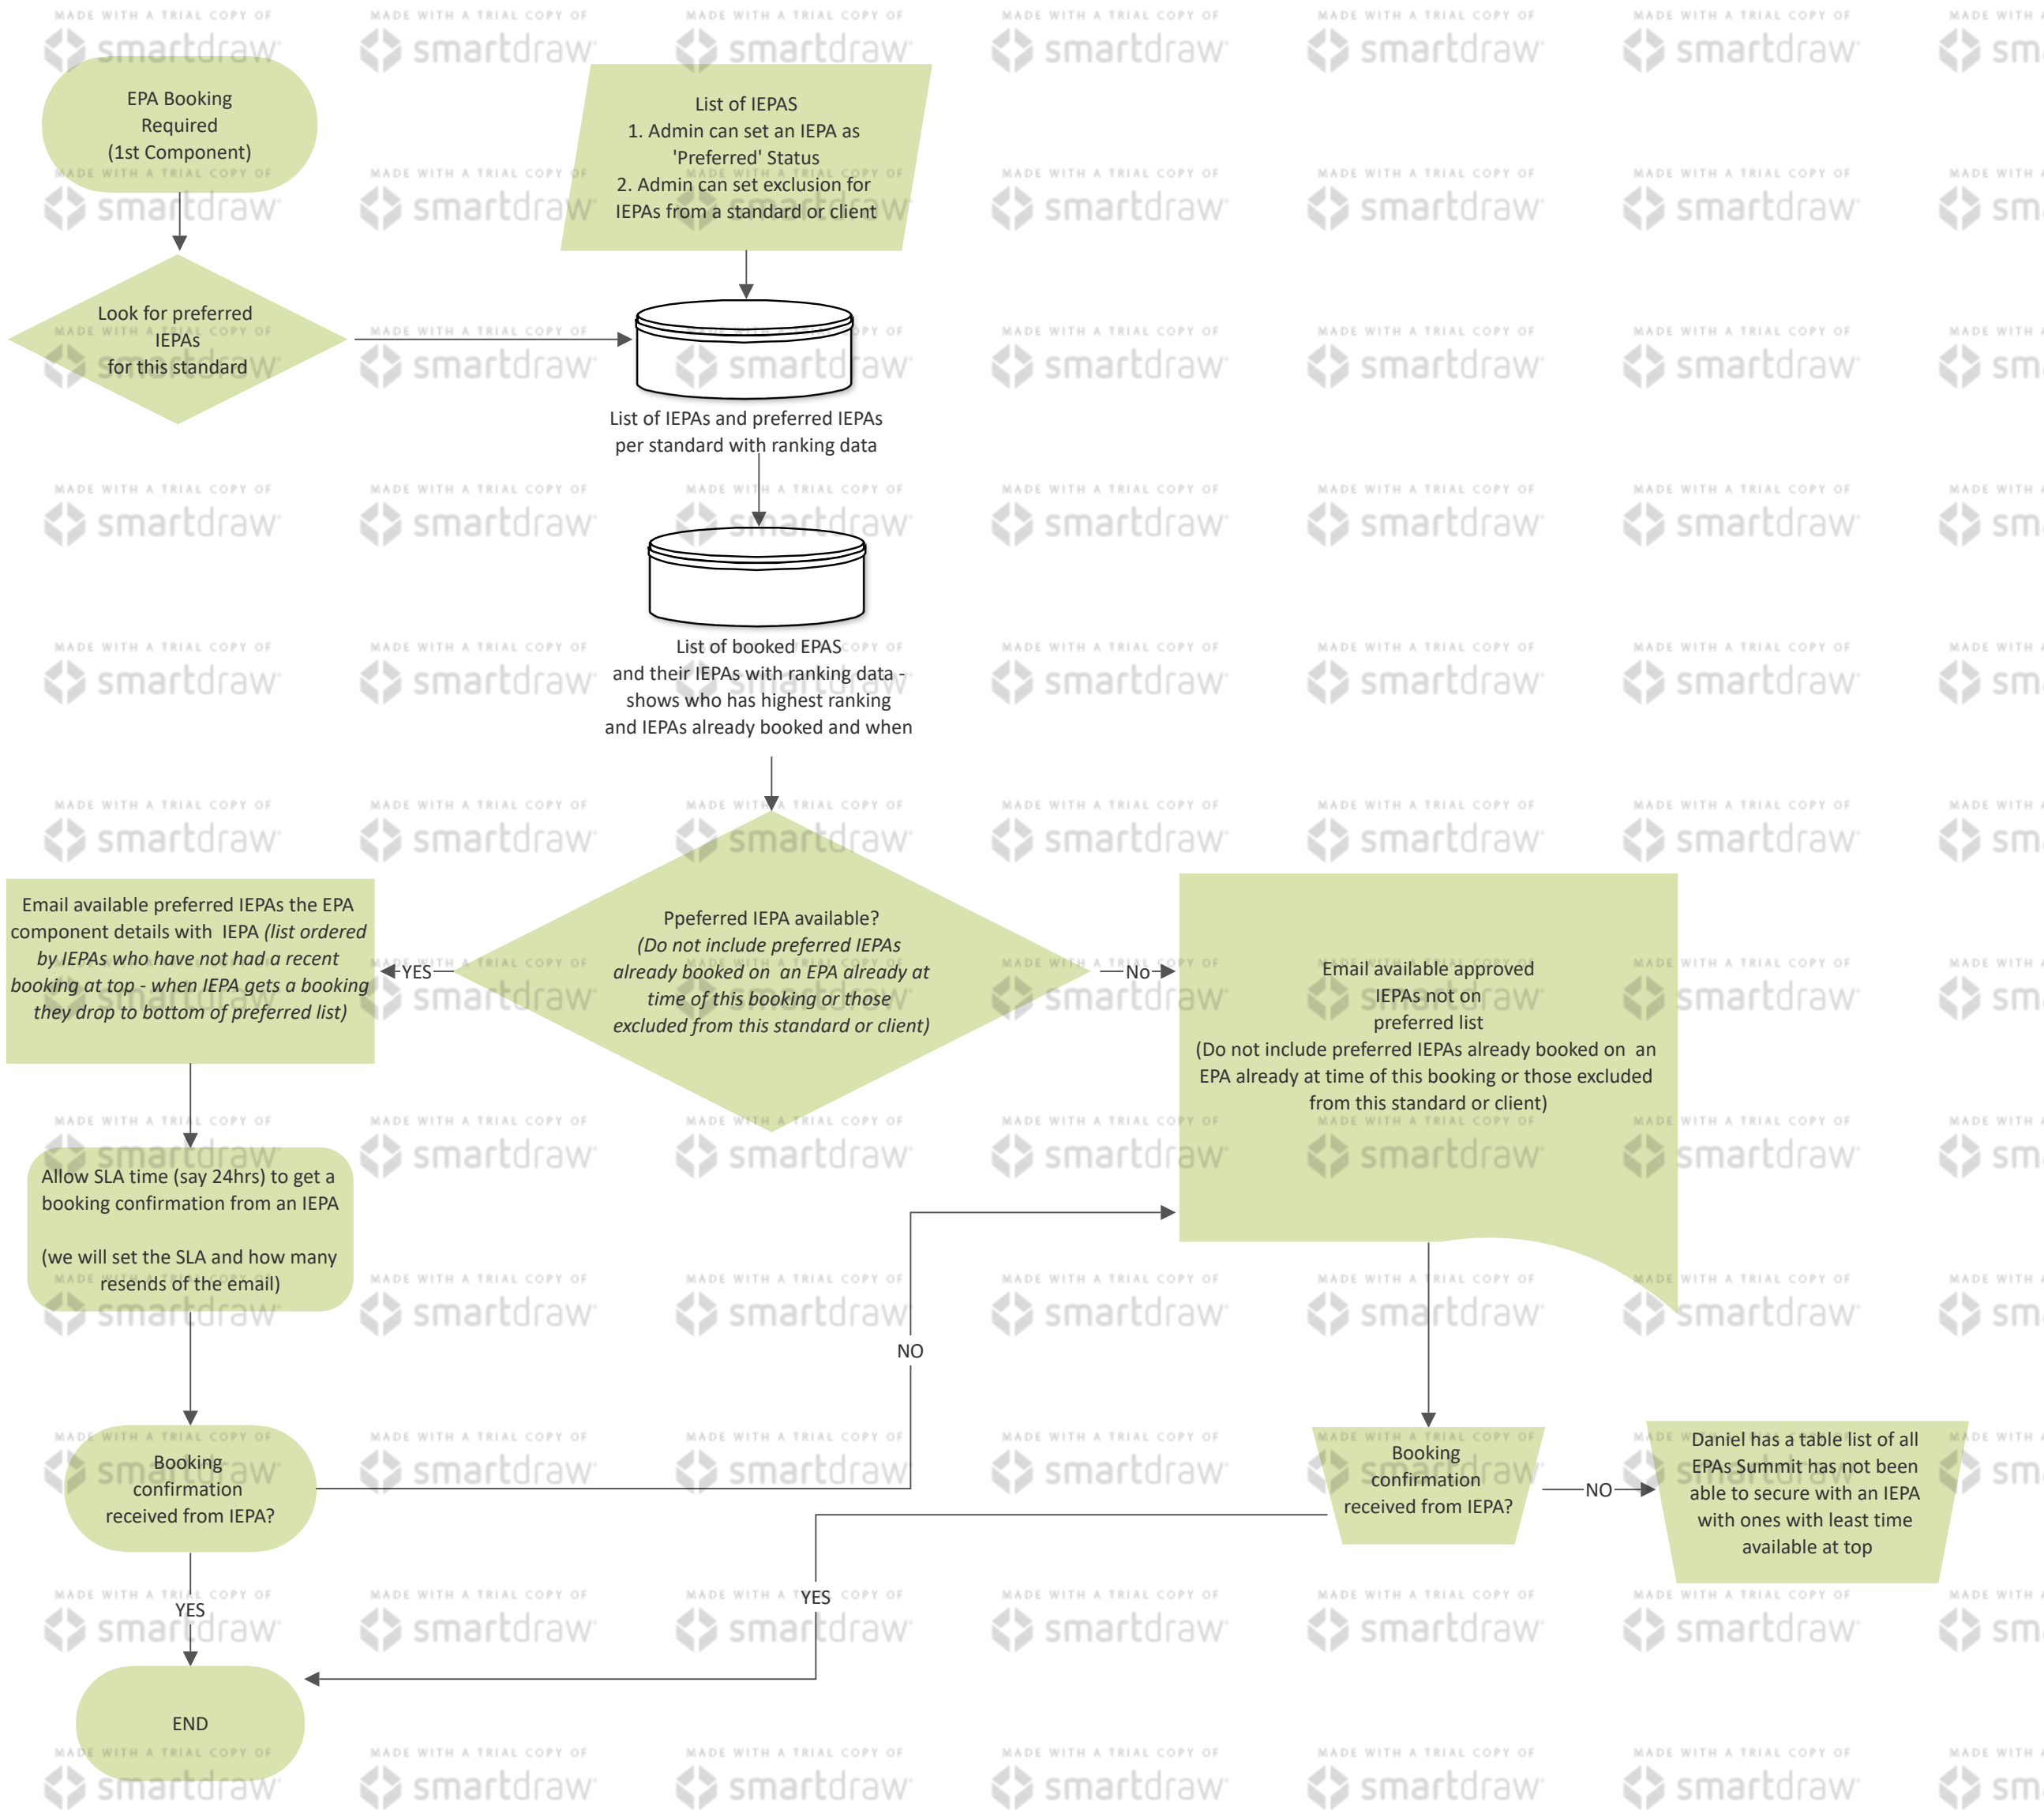 EPA Booking
Required
(1st Component)
List of IEPAS
1. Admin can set an IEPA as
'Preferred' Status
2. Admin can set exclusion for
IEPAs from a standard or client
Look for preferred
IEPAs
for this standard
List of IEPAs and preferred IEPAs
per standard with ranking data
List of booked EPAS
and their IEPAs with ranking data -
shows who has highest ranking
and IEPAs already booked and when
Email available preferred IEPAs the EPA
component details with  IEPA (list ordered
by IEPAs who have not had a recent
booking at top - when IEPA gets a booking
they drop to bottom of preferred list)
YES
Ppeferred IEPA available?
(Do not include preferred IEPAs
already booked on  an EPA already at
time of this booking or those
excluded from this standard or client)
No
Email available approved
IEPAs not on
preferred list
(Do not include preferred IEPAs already booked on  an
EPA already at time of this booking or those excluded
from this standard or client)
Allow SLA time (say 24hrs) to get a
booking confirmation from an IEPA
(we will set the SLA and how many
resends of the email)
NO
Booking
confirmation
received from IEPA?
Booking
confirmation
received from IEPA?
NO
Daniel has a table list of all
EPAs Summit has not been
able to secure with an IEPA
with ones with least time
available at top
YES
YES
END
MADE WITH A TRIAL COPY OF
smartdraw